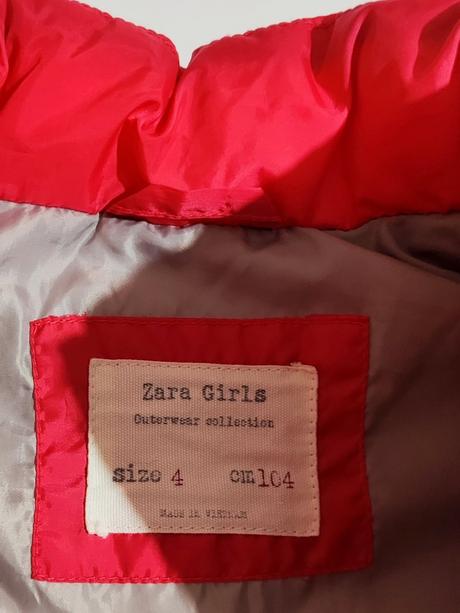 Zara Girls
Outerwear collection
size 4 cm 104
MADE IN VIETNAM